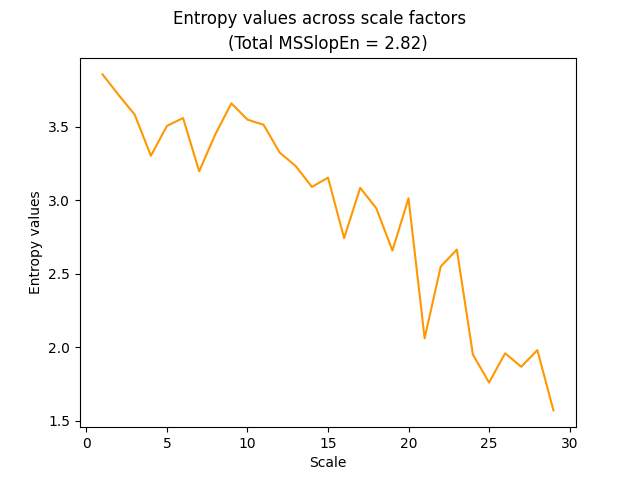 Entropy values across scale factors
(Total MSSlopEn = 2.82)
Entropy values
3.5
3.0
2.5
2.0
1.5
0 5 10 15 20 25 30
Scale